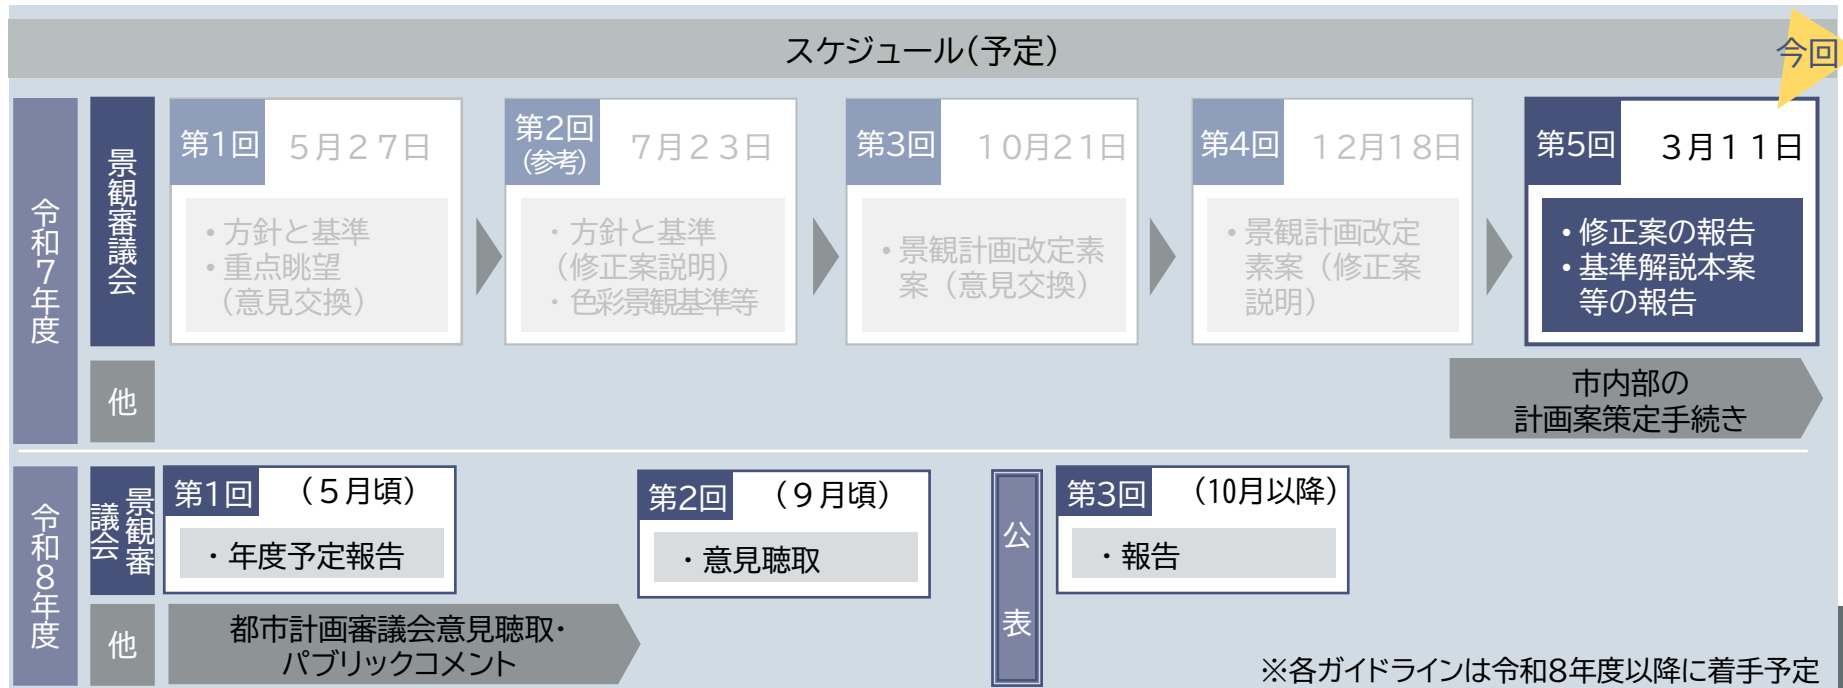 スケジュール(予定)
今回
令和7年度
景観審議会
第1回
5月27日
・方針と基準
・重点眺望
(意見交換)
第2回
(参考)
7月23日
・方針と基準
(修正案説明)
・色彩景観基準等
第3回
10月21日
・景観計画改定素
案(意見交換)
第4回
12月18日
・景観計画改定
素案(修正案
説明)
第5回
3月11日
・修正案の報告
・基準解説本案
等の報告
他
市内部の
計画案策定手続き
令和8年度
景観審
議会
第1回
(5月頃)
・年度予定報告
第2回
(9月頃)
・意見聴取
公表
第3回
(10月以降)
・報告
他
都市計画審議会意見聴取・
パブリックコメント
※各ガイドラインは令和8年度以降に着手予定